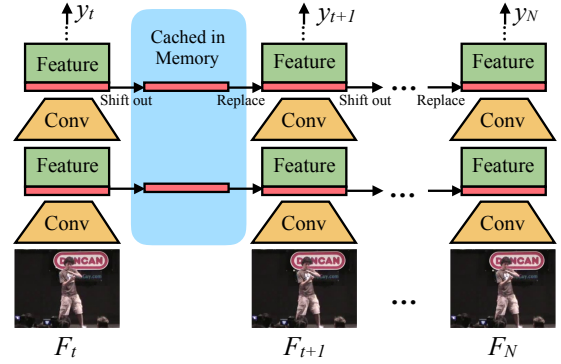 y_t y_{t+1} y_N
Cached in
Memory
Feature Feature Feature
Shift out Replace Shift out ... Replace
Conv Conv Conv
Feature Feature Feature
...
Conv Conv Conv
DUNCAN DUNCAN DUNCAN
...
F_t F_{t+1} F_N